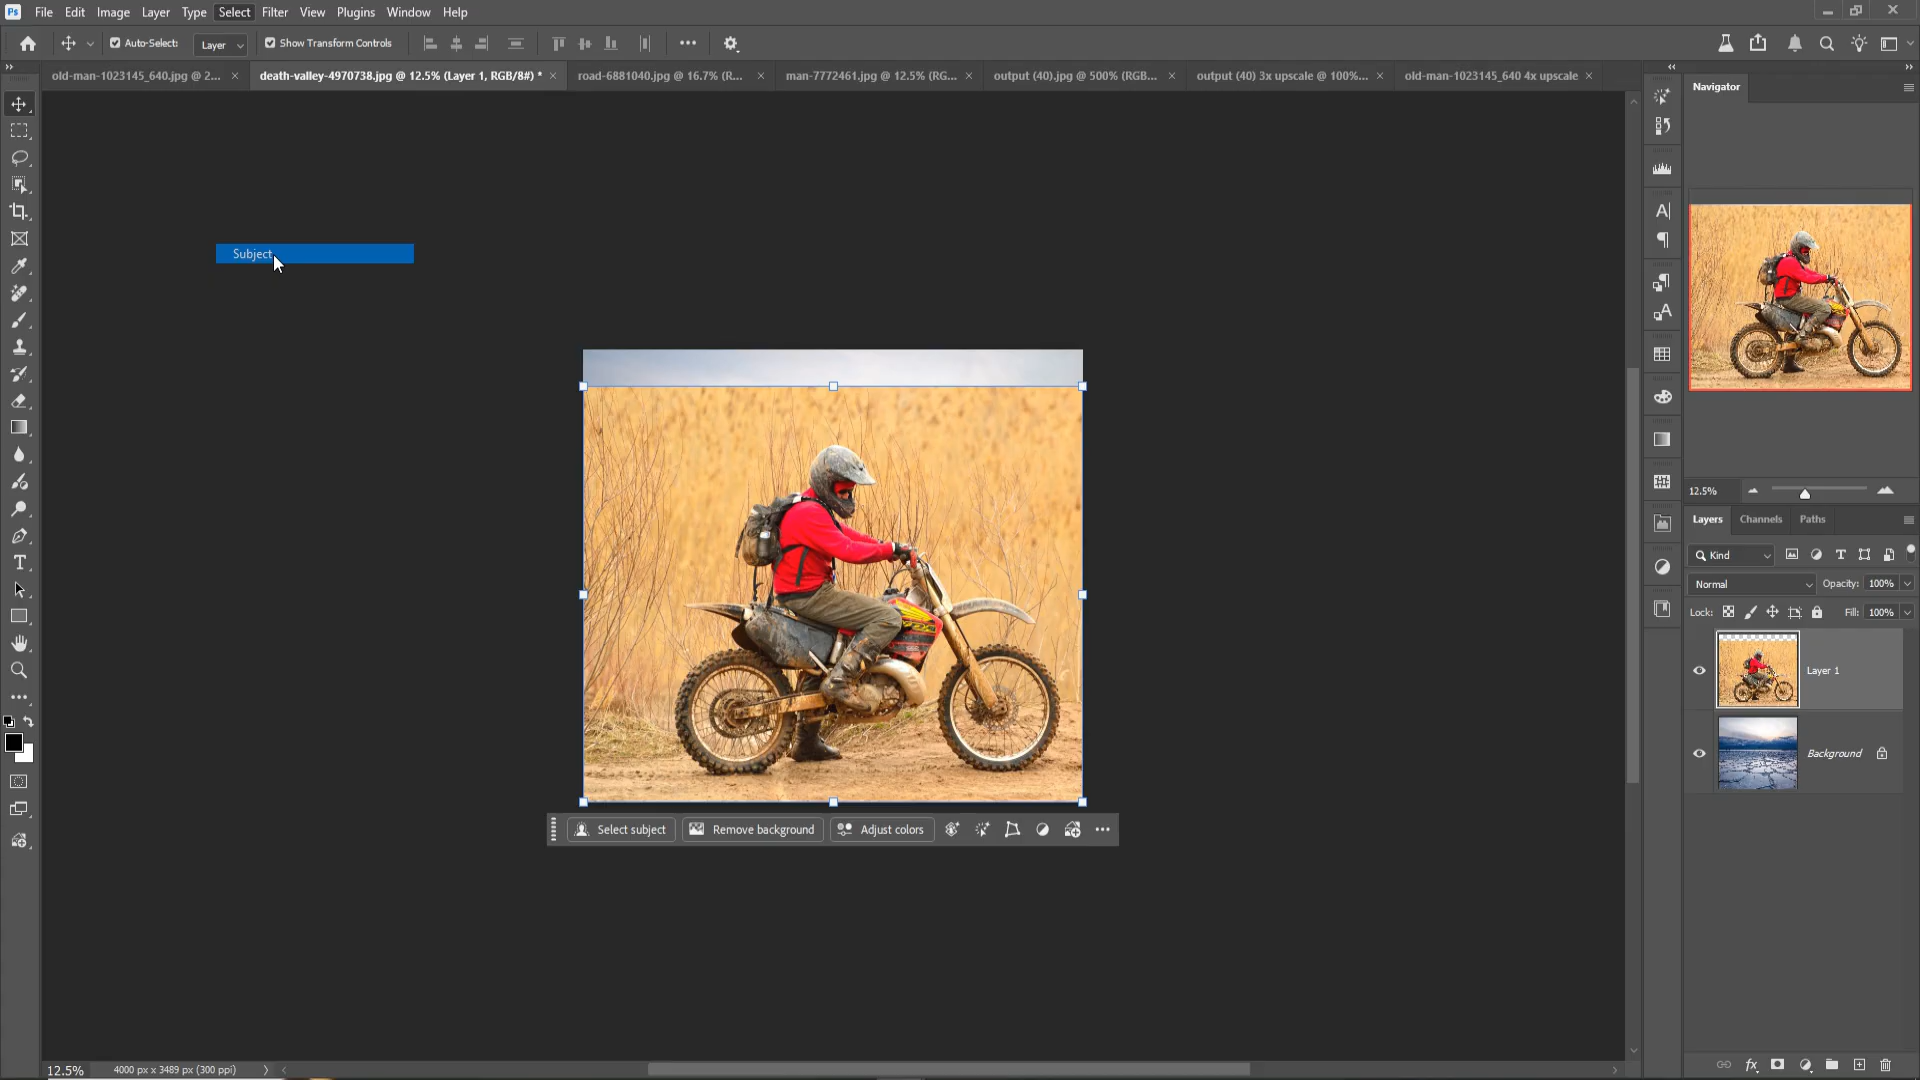 Ps File Edit Image Layer Type Select Filter View Plugins Window Help
Auto-Select: Layer Show Transform Controls
old-man-1023145_640.jpg @ 2... × death-valley-4970738.jpg @ 12.5% (Layer 1, RGB/8#) * × road-6881040.jpg @ 16.7% (R... × man-7772461.jpg @ 12.5% (RG... × output (40).jpg @ 500% (RGB... × output (40) 3x upscale @ 100%... × old-man-1023145_640 4x upscale ×
Navigator
Subject
12.5%
Layers Channels Paths
Kind
Normal Opacity: 100%
Lock: Fill: 100%
Layer 1
Background
Select subject Remove background Adjust colors
12.5% 4000 px x 3489 px (300 ppi)